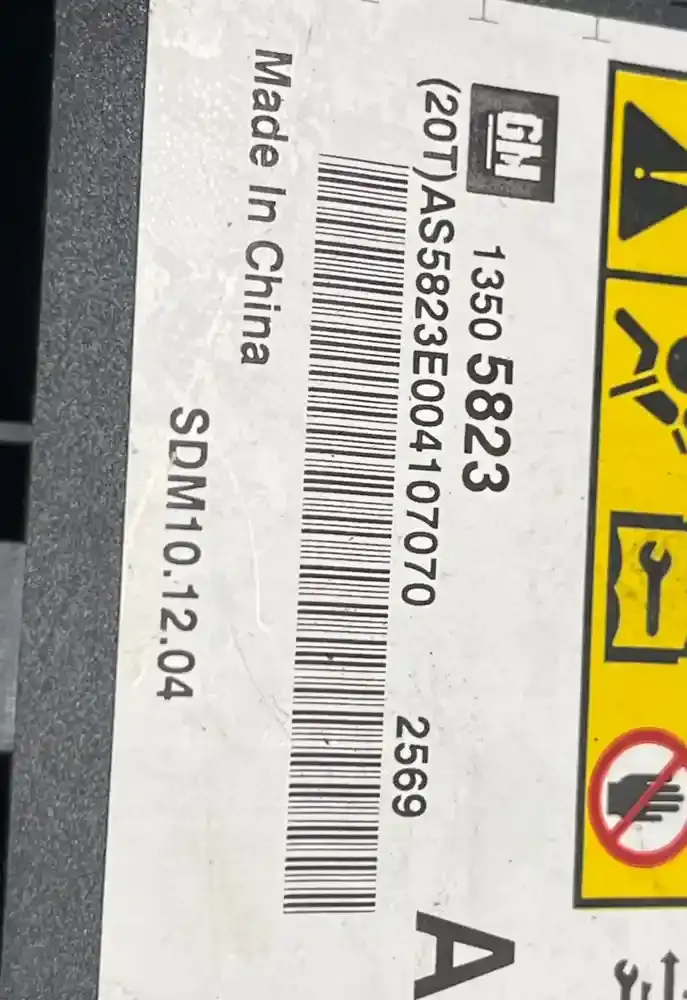 GM 1350 5823
(20T)AS5823E004107070 2569
A
Made In China
SDM10.12.04